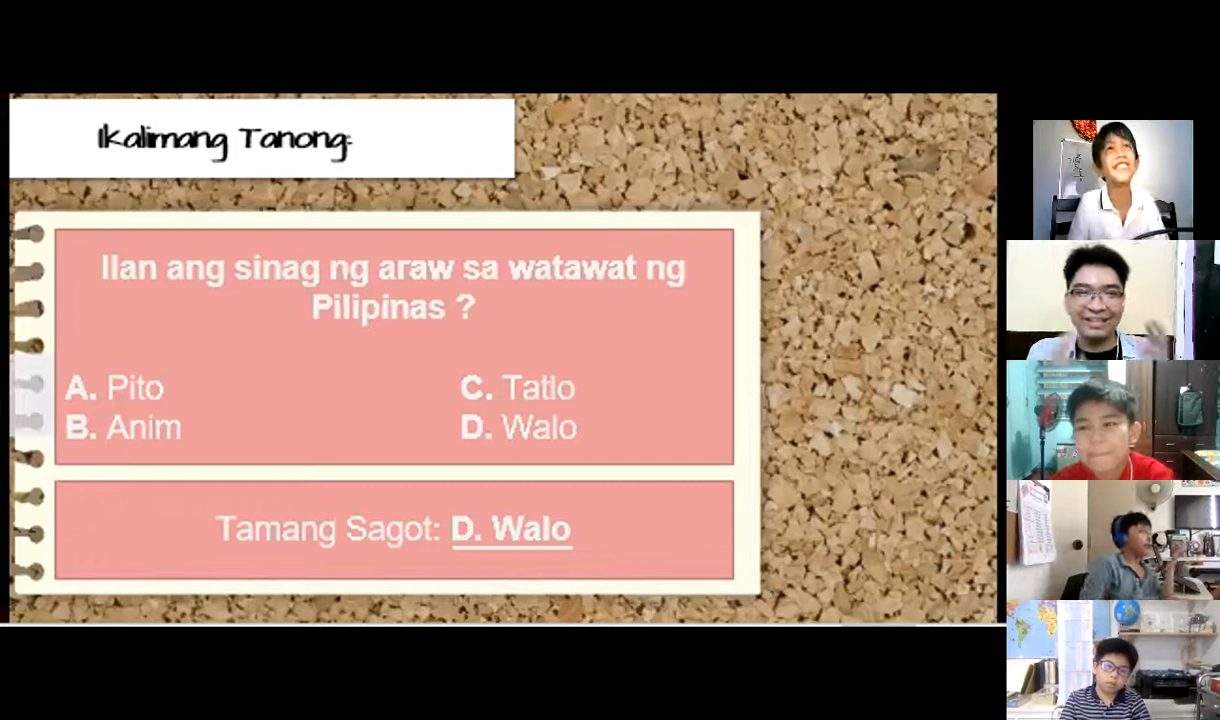 Ikalimang Tanong:
Ilan ang sinag ng araw sa watawat ng
Pilipinas ?
A. Pito
C. Tatlo
B. Anim
D. Walo
Tamang Sagot: D. Walo